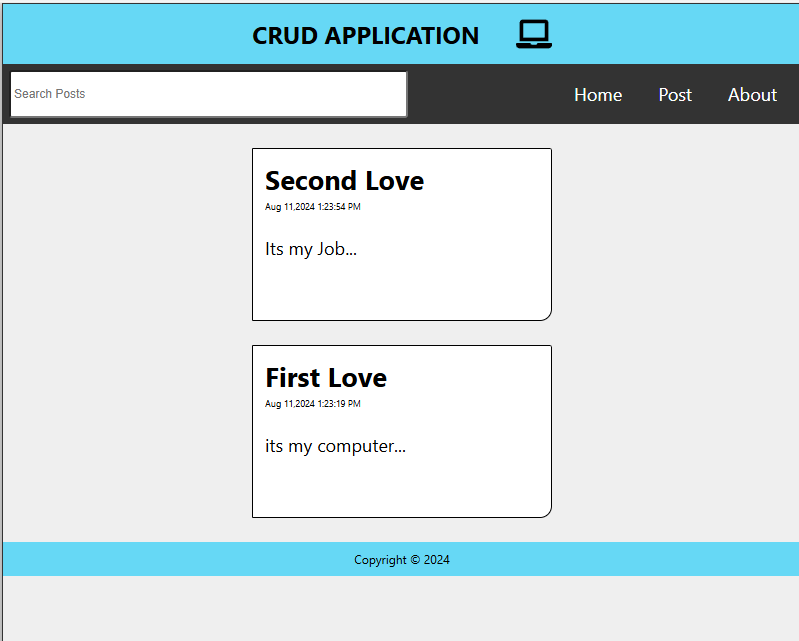 CRUD APPLICATION
Search Posts
Home Post About
Second Love
Aug 11,2024 1:23:54 PM
Its my Job...
First Love
Aug 11,2024 1:23:19 PM
its my computer...
Copyright © 2024